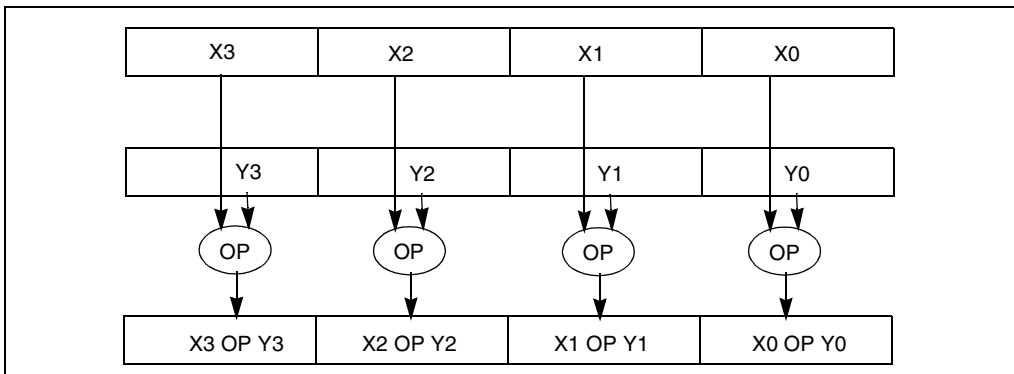 X3 X2 X1 X0
Y3 Y2 Y1 Y0
OP OP OP OP
X3 OP Y3 X2 OP Y2 X1 OP Y1 X0 OP Y0